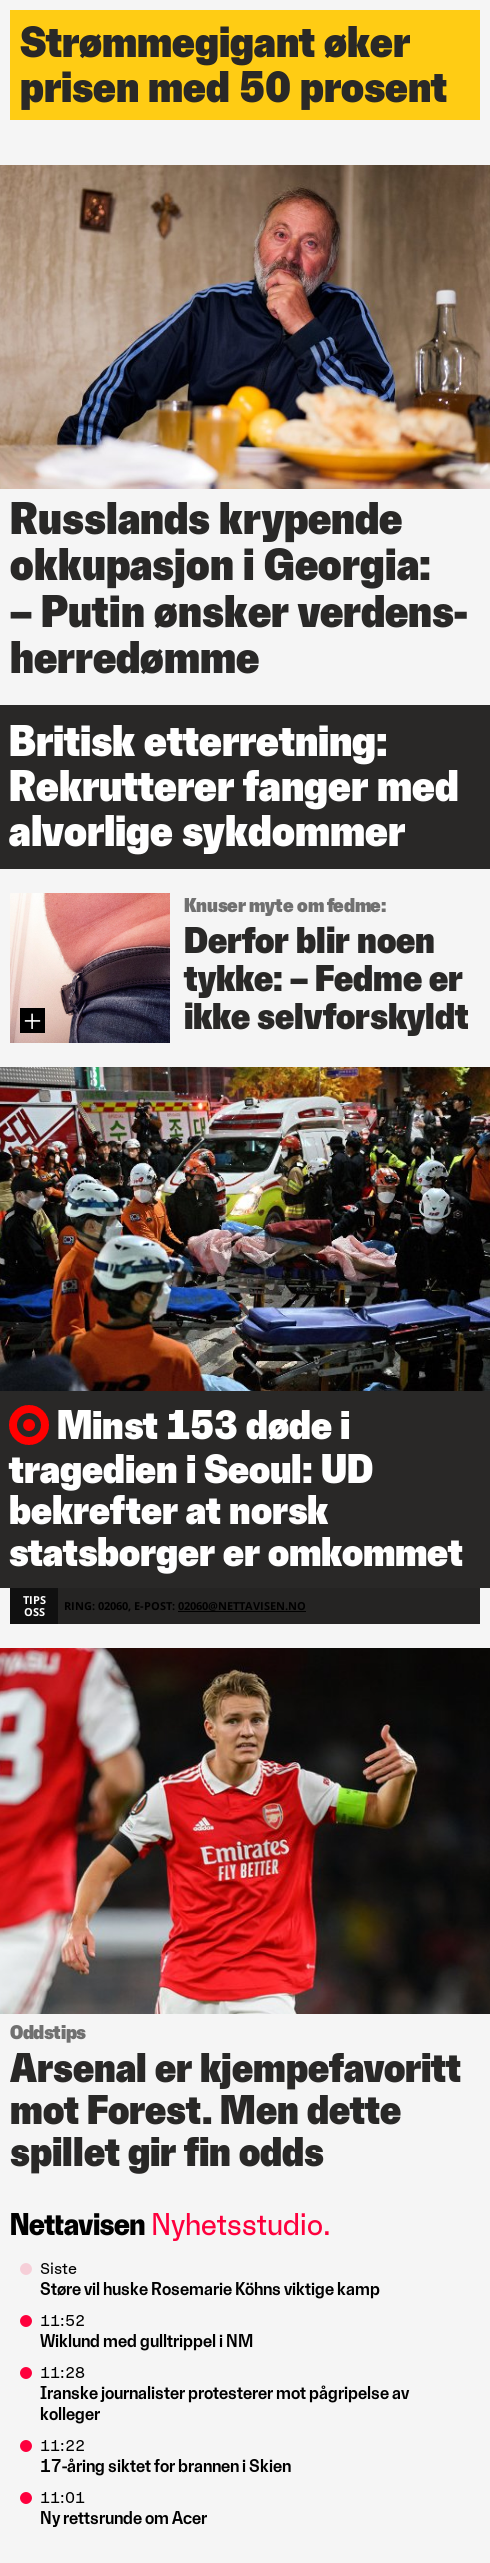 Strømmegigant øker
prisen med 50 prosent
Russlands krypende
okkupasjon i Georgia:
– Putin ønsker verdens-
herredømme
Britisk etterretning:
Rekrutterer fanger med
alvorlige sykdommer
Knuser myte om fedme:
Derfor blir noen
tykke: – Fedme er
ikke selvforskyldt
수조대
Minst 153 døde i
tragedien i Seoul: UD
bekrefter at norsk
statsborger er omkommet
TIPS
OSS
RING: 02060, E-POST: 02060@NETTAVISEN.NO
Emirates
FLY BETTER
Oddstips
Arsenal er kjempefavoritt
mot Forest. Men dette
spillet gir fin odds
Nettavisen Nyhetsstudio.
Siste
Støre vil huske Rosemarie Köhns viktige kamp
11:52
Wiklund med gulltrippel i NM
11:28
Iranske journalister protesterer mot pågripelse av
kolleger
11:22
17-åring siktet for brannen i Skien
11:01
Ny rettsrunde om Acer